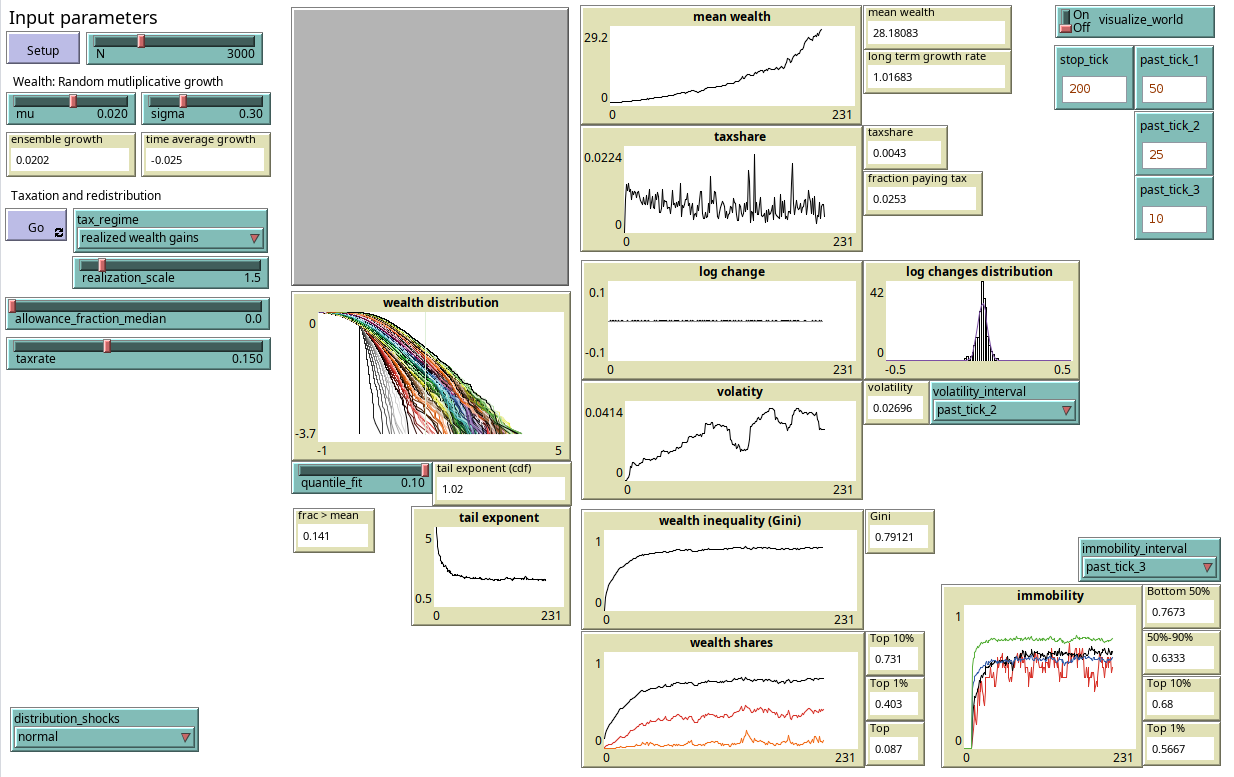 Input parameters
Setup
N 3000
Wealth: Random mutliplicative growth
mu 0.020
sigma 0.30
ensemble growth
0.0202
time average growth
-0.025
Taxation and redistribution
Go
tax_regime
realized wealth gains
realization_scale 1.5
allowance_fraction_median 0.0
taxrate 0.150
distribution_shocks
normal
wealth distribution
0
-3.7
-1 5
quantile_fit 0.10
tail exponent (cdf)
1.02
frac > mean
0.141
tail exponent
5
0.5
0 231
mean wealth
29.2
0
0 231
mean wealth
28.18083
long term growth rate
1.01683
taxshare
0.0224
0
0 231
taxshare
0.0043
fraction paying tax
0.0253
log change
0.1
-0.1
0 231
log changes distribution
42
0
-0.5 0.5
volatity
0.0414
0
0 231
volatility
0.02696
volatility_interval
past_tick_2
wealth inequality (Gini)
1
0
0 231
Gini
0.79121
wealth shares
1
0
0 231
Top 10%
0.731
Top 1%
0.403
Top
0.087
On
Off
visualize_world
stop_tick
200
past_tick_1
50
past_tick_2
25
past_tick_3
10
immobility_interval
past_tick_3
immobility
1
0
0 231
Bottom 50%
0.7673
50%-90%
0.6333
Top 10%
0.68
Top 1%
0.5667